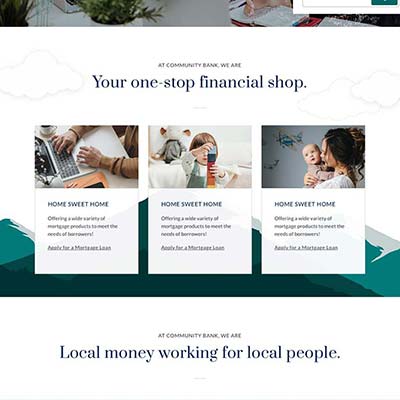 AT COMMUNITY BANK, WE ARE
Your one-stop financial shop.
HOME SWEET HOME
Offering a wide variety of
mortgage products to meet the
needs of borrowers!
Apply for a Mortgage Loan
HOME SWEET HOME
Offering a wide variety of
mortgage products to meet the
needs of borrowers!
Apply for a Mortgage Loan
HOME SWEET HOME
Offering a wide variety of
mortgage products to meet the
needs of borrowers!
Apply for a Mortgage Loan
AT COMMUNITY BANK, WE ARE
Local money working for local people.